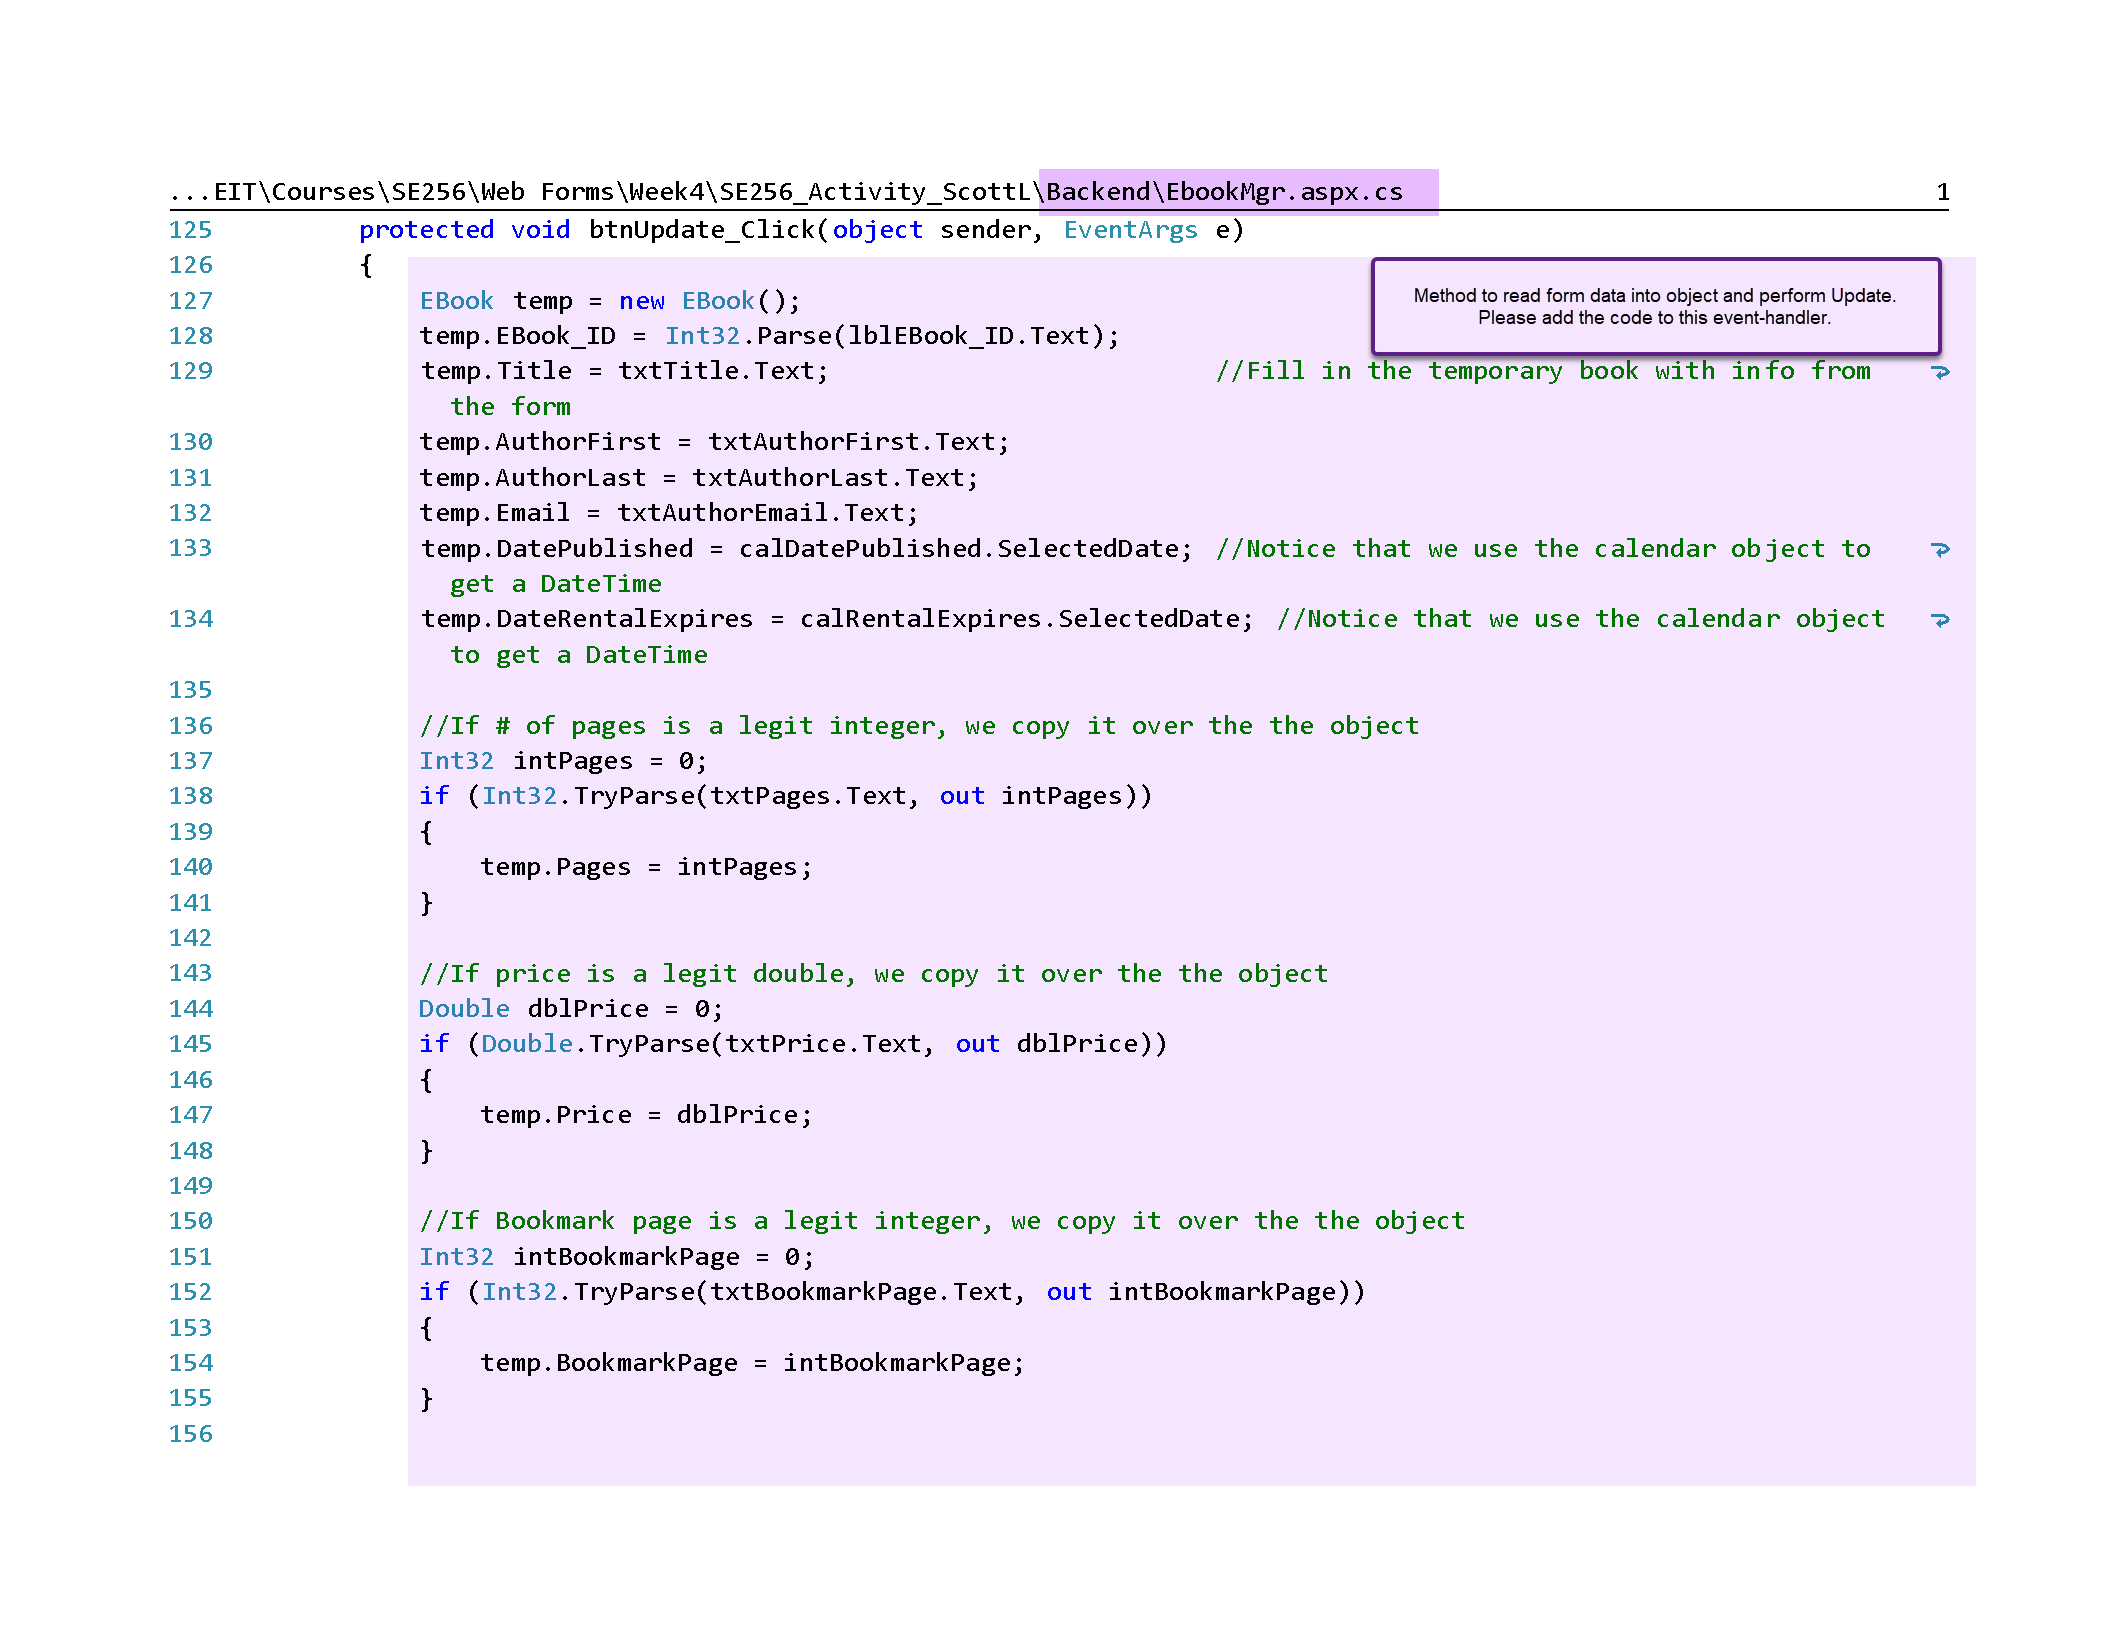 ...EIT\Courses\SE256\Web Forms\Week4\SE256_Activity_ScottL\Backend\EbookMgr.aspx.cs 1
125 protected void btnUpdate_Click(object sender, EventArgs e)
126 {
Method to read form data into object and perform Update.
Please add the code to this event-handler.
127 EBook temp = new EBook();
128 temp.EBook_ID = Int32.Parse(lblEBook_ID.Text);
129 temp.Title = txtTitle.Text; //Fill in the temporary book with info from
the form
130 temp.AuthorFirst = txtAuthorFirst.Text;
131 temp.AuthorLast = txtAuthorLast.Text;
132 temp.Email = txtAuthorEmail.Text;
133 temp.DatePublished = calDatePublished.SelectedDate; //Notice that we use the calendar object to
get a DateTime
134 temp.DateRentalExpires = calRentalExpires.SelectedDate; //Notice that we use the calendar object
to get a DateTime
135
136 //If # of pages is a legit integer, we copy it over the the object
137 Int32 intPages = 0;
138 if (Int32.TryParse(txtPages.Text, out intPages))
139 {
140 temp.Pages = intPages;
141 }
142
143 //If price is a legit double, we copy it over the the object
144 Double dblPrice = 0;
145 if (Double.TryParse(txtPrice.Text, out dblPrice))
146 {
147 temp.Price = dblPrice;
148 }
149
150 //If Bookmark page is a legit integer, we copy it over the the object
151 Int32 intBookmarkPage = 0;
152 if (Int32.TryParse(txtBookmarkPage.Text, out intBookmarkPage))
153 {
154 temp.BookmarkPage = intBookmarkPage;
155 }
156